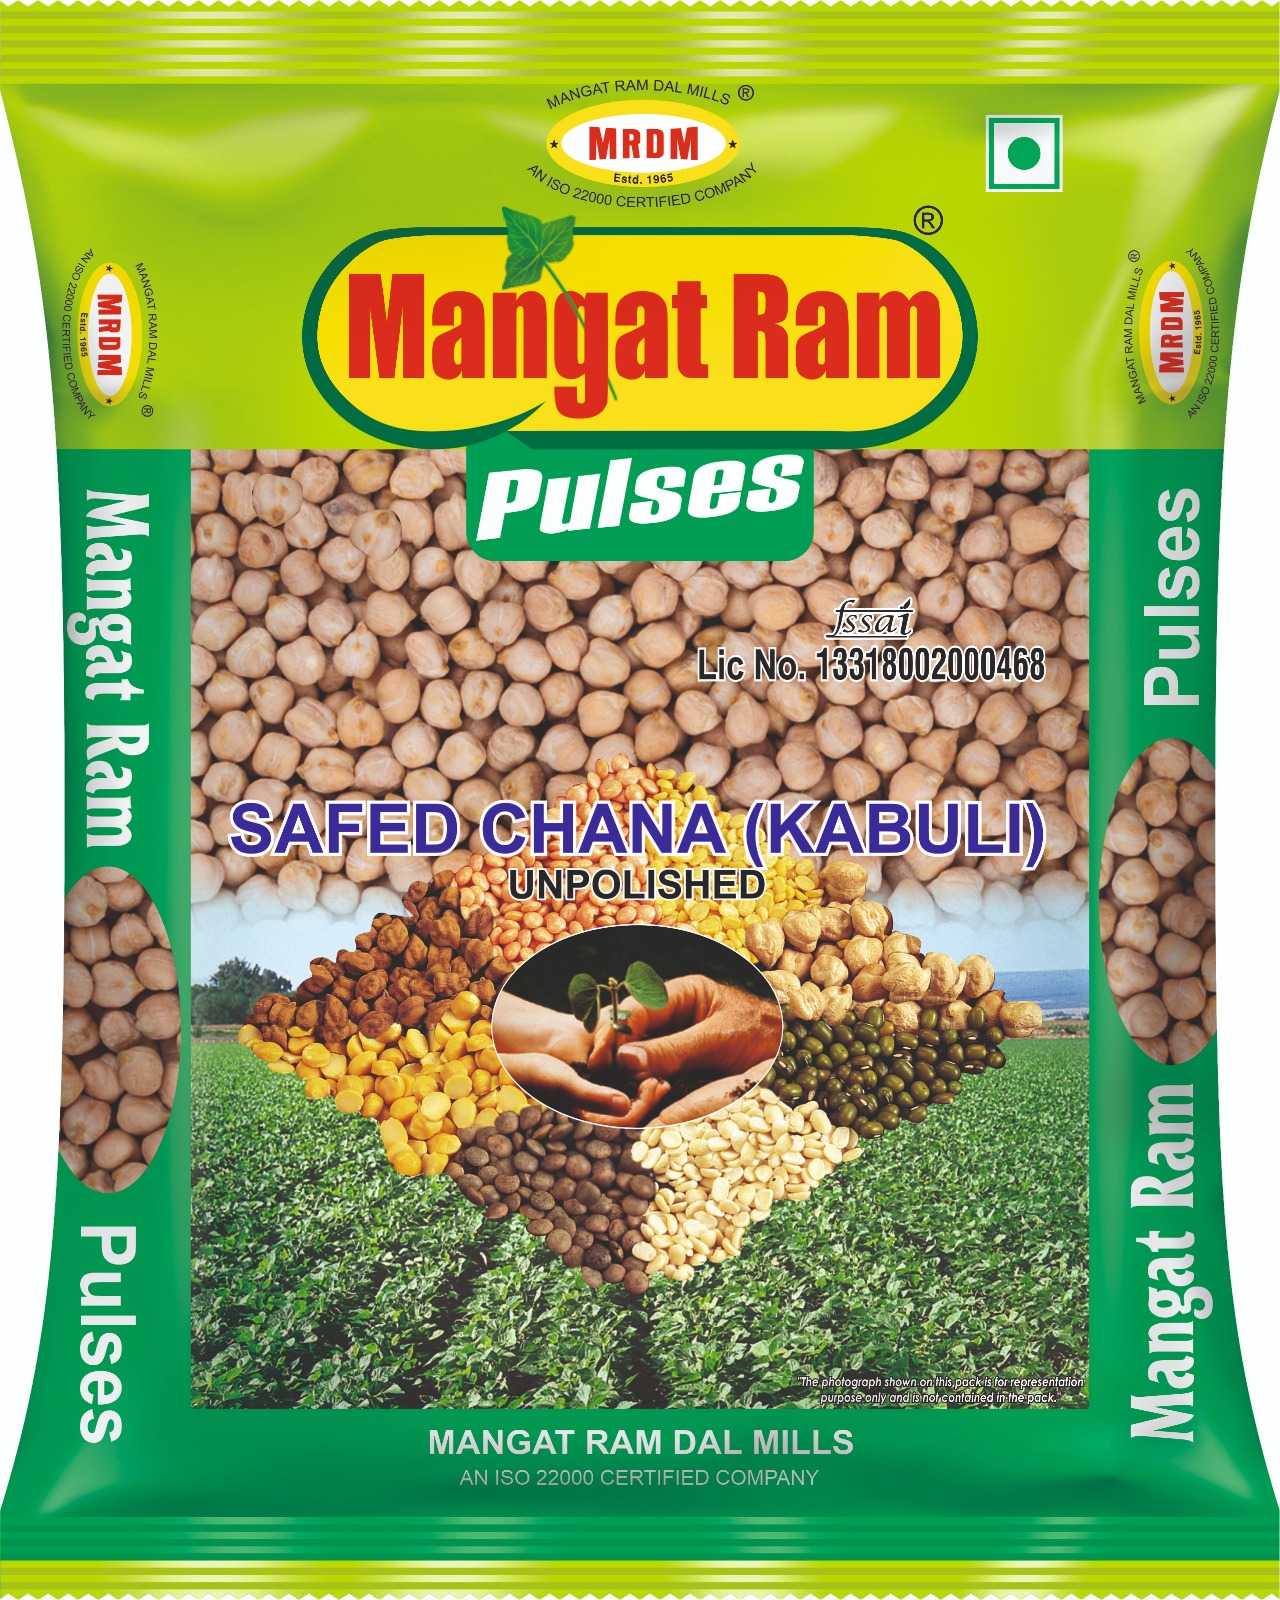 MANGAT RAM DAL MILLS ®
MRDM
Estd. 1965
AN ISO 22000 CERTIFIED COMPANY
®
Mangat Ram
Pulses
MANGAT RAM DAL MILLS ®
MRDM
Estd. 1965
AN ISO 22000 CERTIFIED COMPANY
Mangat Ram
Pulses
MANGAT RAM DAL MILLS ®
MRDM
Estd. 1965
AN ISO 22000 CERTIFIED COMPANY
Mangat Ram
Pulses
fssai
Lic No. 13318002000468
SAFED CHANA (KABULI)
UNPOLISHED
"The photograph shown on this pack is for representation
purpose only and is not contained in the pack."
MANGAT RAM DAL MILLS
AN ISO 22000 CERTIFIED COMPANY